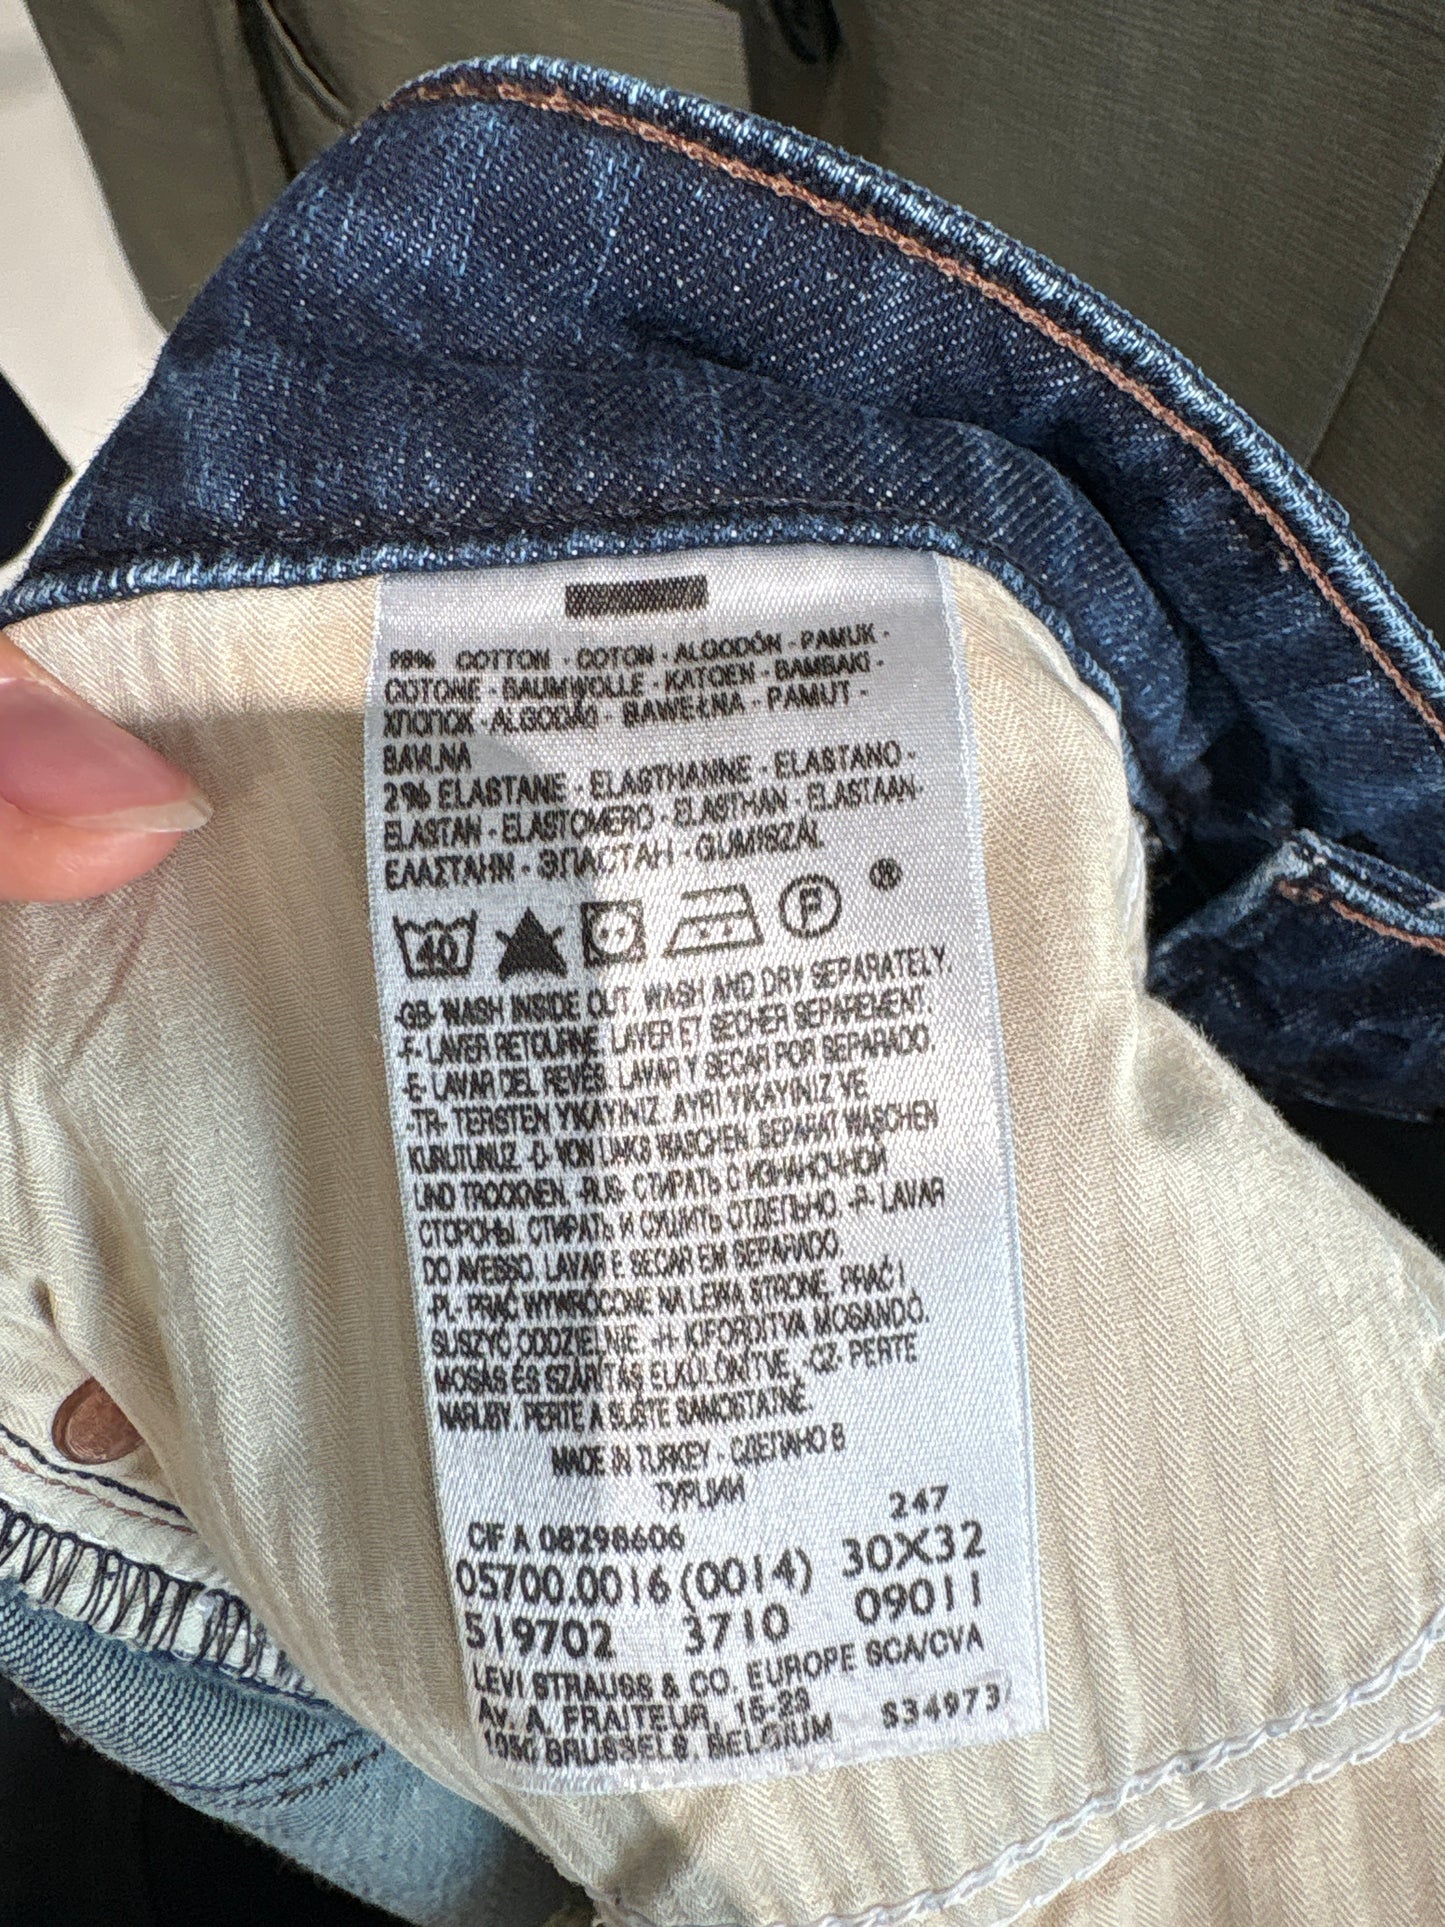 98% COTTON - COTON - ALGODÓN - PAMUK -
COTONE - BAUMWOLLE - KATOEN - BAMBAKI -
ХЛОПОК - ALGODÃO - BAWEŁNA - PAMUT -
BAVLNA
2% ELASTANE - ELASTHANNE - ELASTANO -
ELASTAN - ELASTOMERO - ELASTHAN - ELASTAAN -
ΕΛΑΣΤΑΗΝ - ЭЛАСТАН - GUMISZÁL
40 P ®
-GB- WASH INSIDE OUT. WASH AND DRY SEPARATELY.
-F- LAVER RETOURNE. LAVER ET SECHER SEPAREMENT.
-E- LAVAR DEL REVÉS. LAVAR Y SECAR POR SEPARADO.
-TR- TERSTEN YIKAYINIZ. AYRI YIKAYINIZ VE
KURUTUNUZ. -D- VON LINKS WASCHEN. SEPARAT WASCHEN
UND TROCKNEN. -RUS- СТИРАТЬ С ИЗНАНОЧНОЙ
СТОРОНЫ. СТИРАТЬ И СУШИТЬ ОТДЕЛЬНО. -P- LAVAR
DO AVESSO. LAVAR E SECAR EM SEPARADO.
-PL- PRAĆ WYWRÓCONE NA LEWĄ STRONĘ. PRAĆ I
SUSZYĆ ODDZIELNIE. -H- KIFORDITVA MOSANDÓ.
MOSÁS ÉS SZÁRÍTÁS ELKÜLÖNÍTVE. -CZ- PERTE
NARUBY. PERTE A SUŠTE SAMOSTATNĚ.
MADE IN TURKEY - СДЕЛАНО В
ТУРЦИИ
247
CIF A 08298606
05700.0016 (0014) 30X32
519702 3710 09011
LEVI STRAUSS & CO. EUROPE SCA/CVA
AV. A. FRAITEUR, 15-23 S34973/
1050 BRUSSELS, BELGIUM